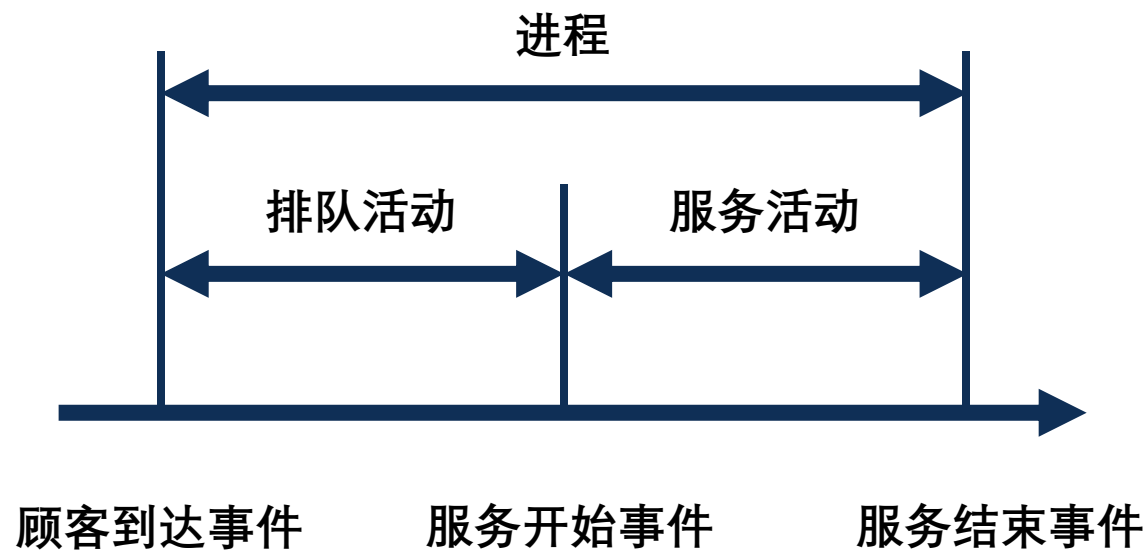 进程
排队活动
服务活动
顾客到达事件
服务开始事件
服务结束事件